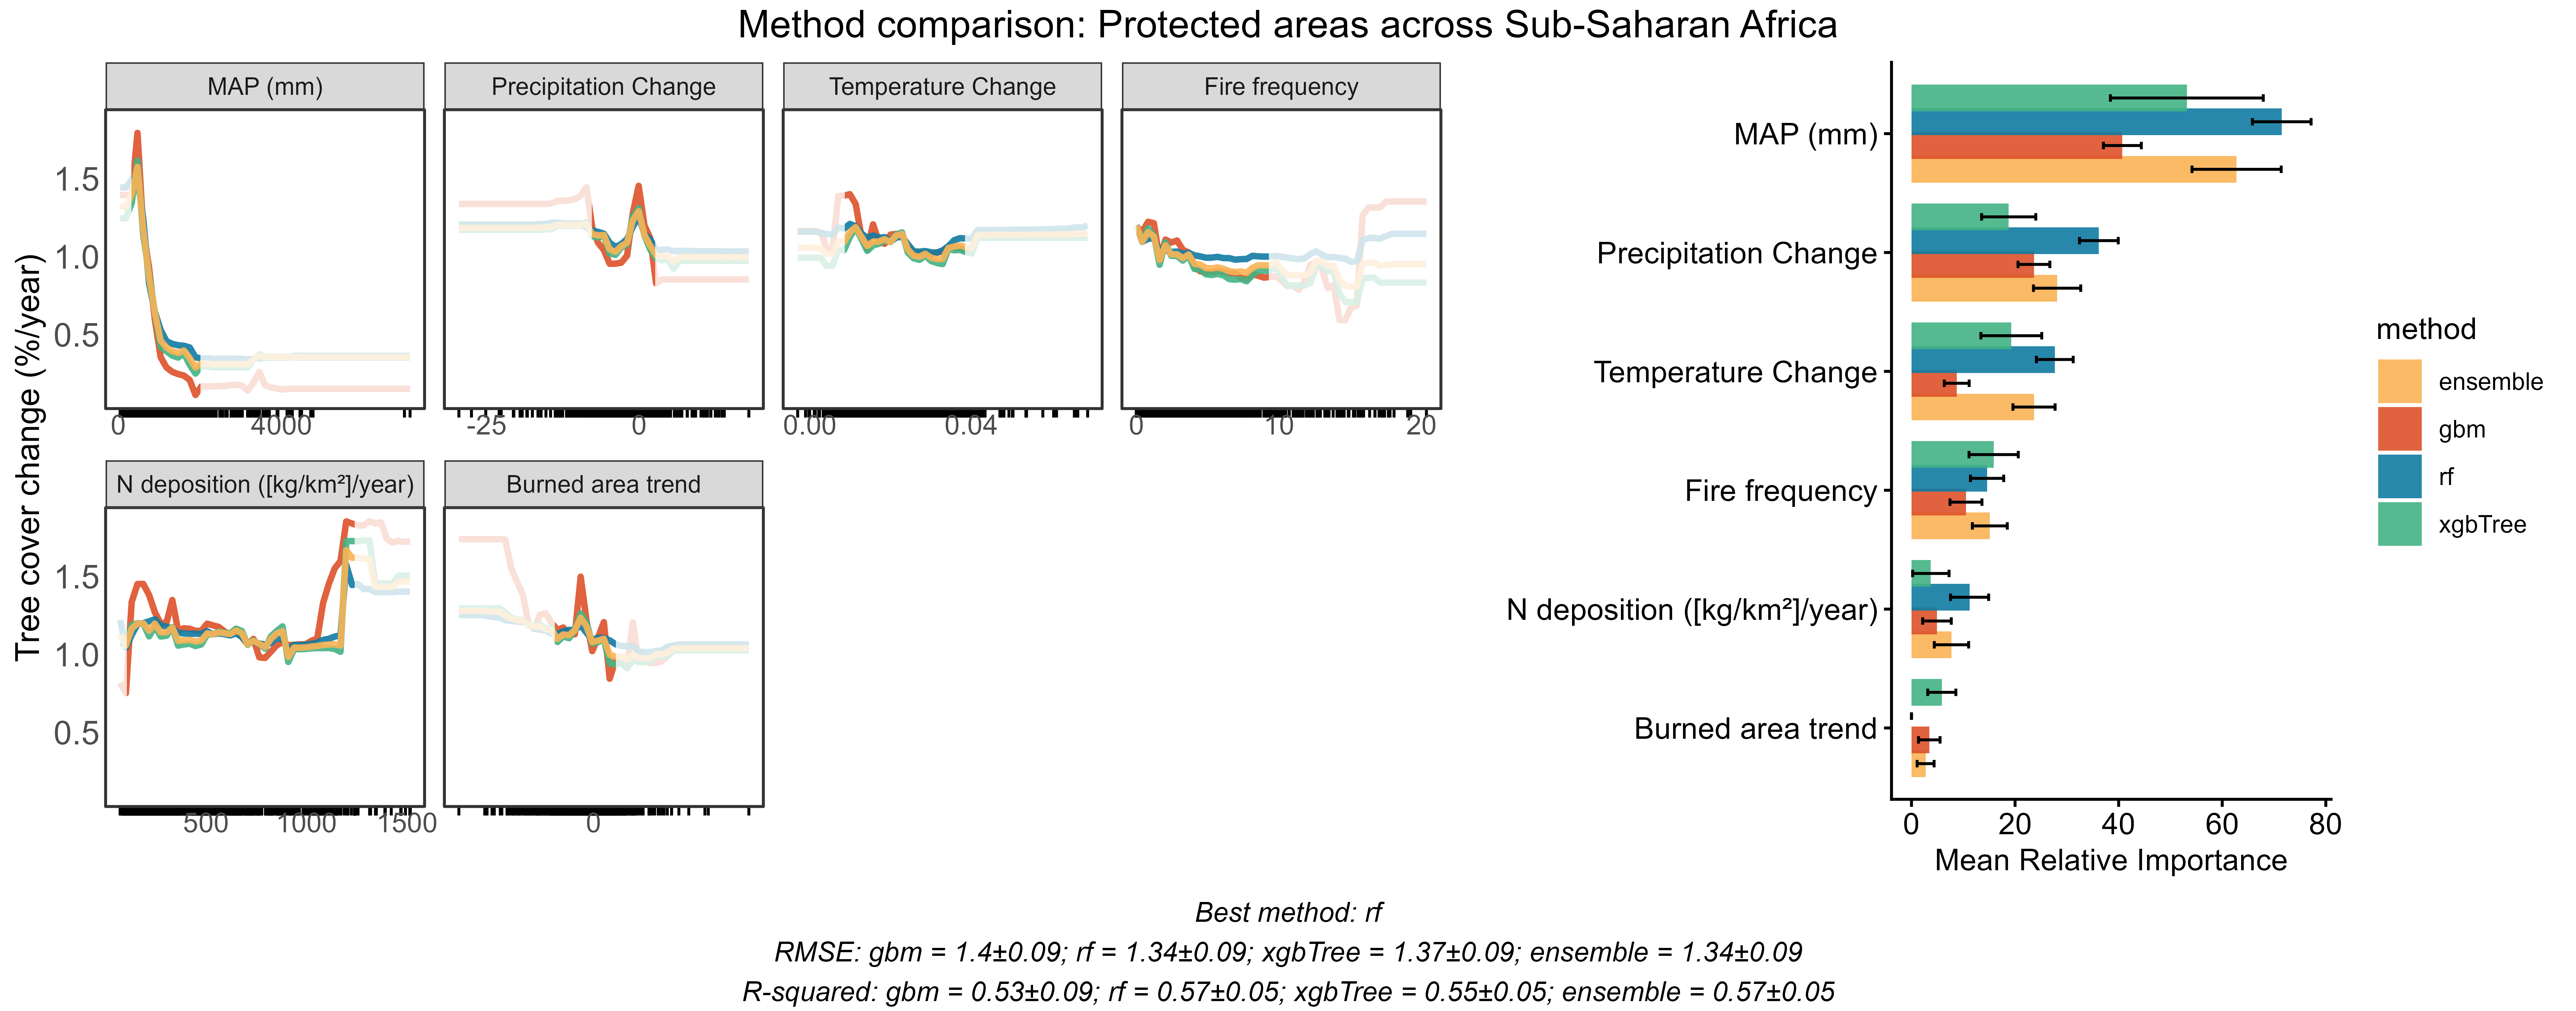 Method comparison: Protected areas across Sub-Saharan Africa
MAP (mm)
Precipitation Change
Temperature Change
Fire frequency
Tree cover change (%/year)
1.5
1.0
0.5
0
4000
-25
0
0.00
0.04
0
10
20
N deposition ([kg/km²]/year)
Burned area trend
1.5
1.0
0.5
500
1000
1500
0
MAP (mm)
Precipitation Change
Temperature Change
Fire frequency
N deposition ([kg/km²]/year)
Burned area trend
0
20
40
60
80
Mean Relative Importance
method
ensemble
gbm
rf
xgbTree
Best method: rf
RMSE: gbm = 1.4±0.09; rf = 1.34±0.09; xgbTree = 1.37±0.09; ensemble = 1.34±0.09
R-squared: gbm = 0.53±0.09; rf = 0.57±0.05; xgbTree = 0.55±0.05; ensemble = 0.57±0.05